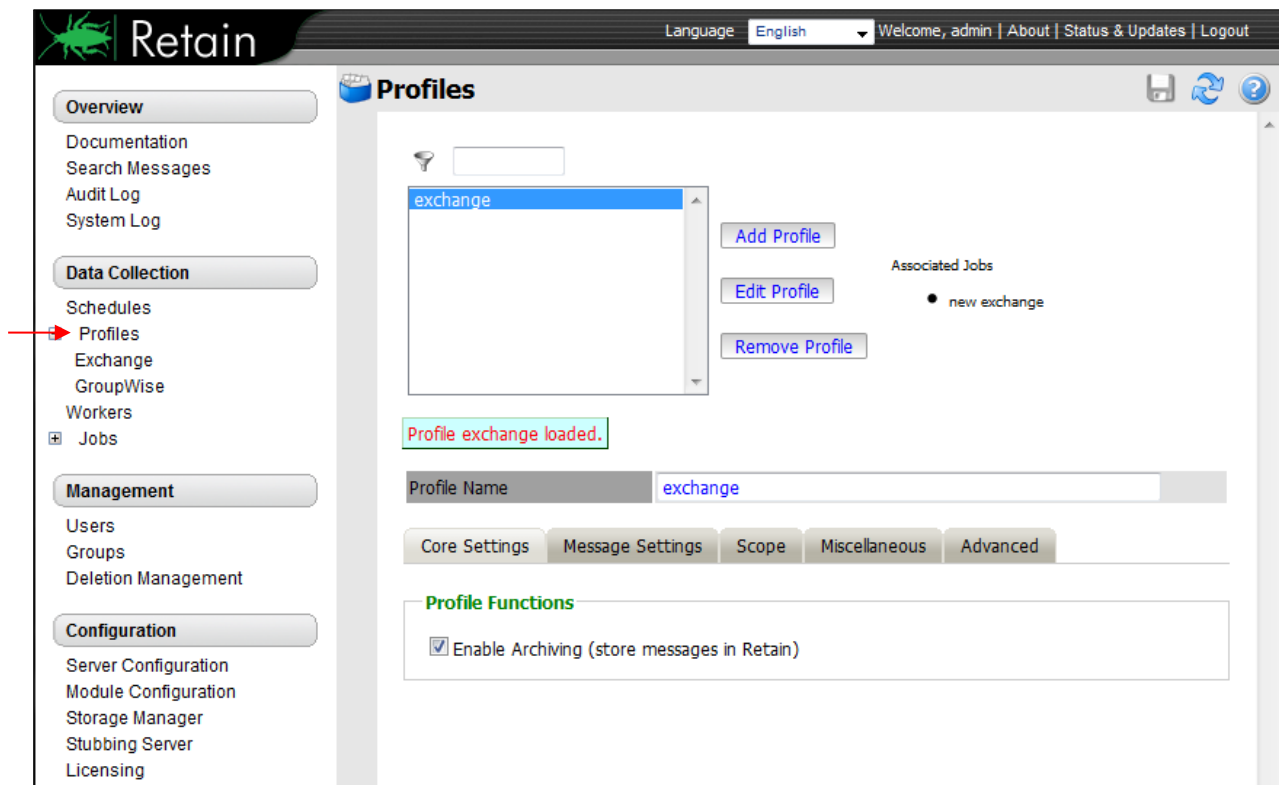 Retain
Language English Welcome, admin | About | Status & Updates | Logout
Overview
Documentation
Search Messages
Audit Log
System Log
Data Collection
Schedules
Profiles
Exchange
GroupWise
Workers
Jobs
Management
Users
Groups
Deletion Management
Configuration
Server Configuration
Module Configuration
Storage Manager
Stubbing Server
Licensing
Profiles
exchange
Add Profile
Edit Profile
Remove Profile
Associated Jobs
new exchange
Profile exchange loaded.
Profile Name exchange
Core Settings Message Settings Scope Miscellaneous Advanced
Profile Functions
Enable Archiving (store messages in Retain)